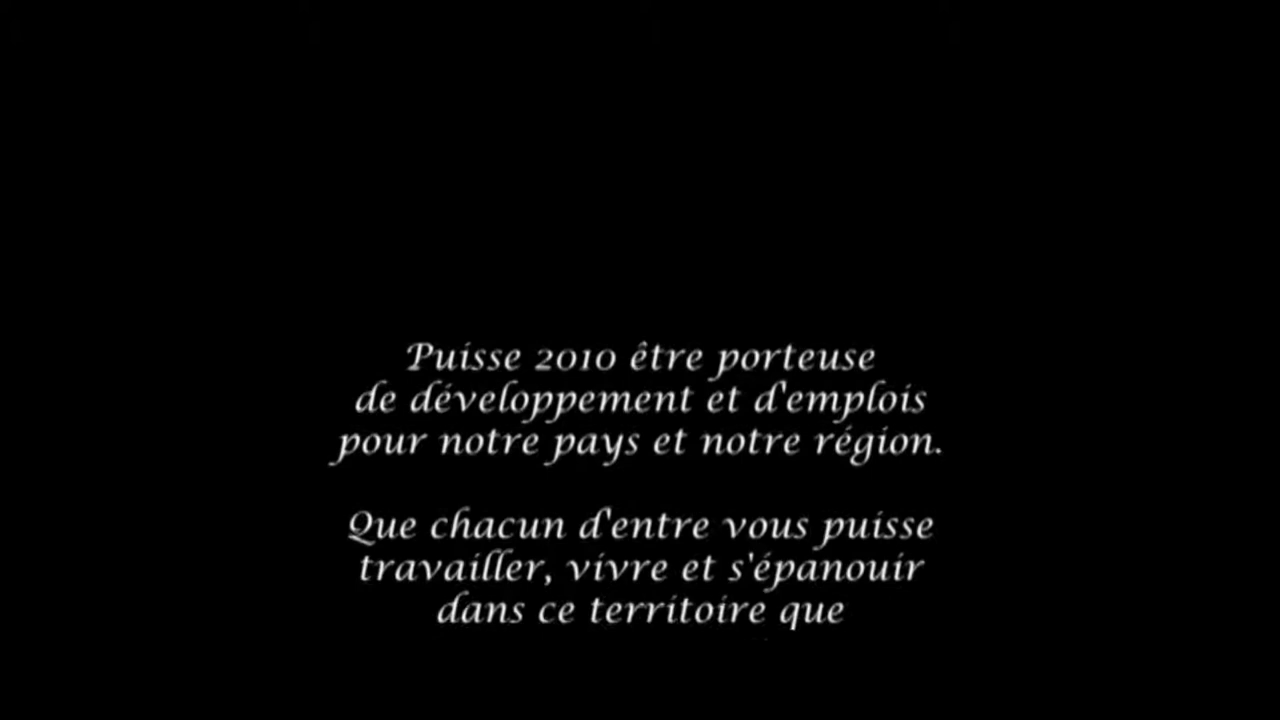 Puisse 2010 être porteuse
de développement et d'emplois
pour notre pays et notre région.
Que chacun d'entre vous puisse
travailler, vivre et s'épanouir
dans ce territoire que